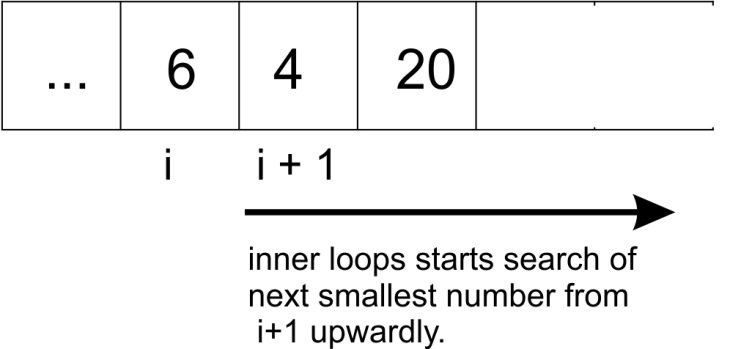 ... 6 4 20
i i + 1
inner loops starts search of
next smallest number from
i+1 upwardly.